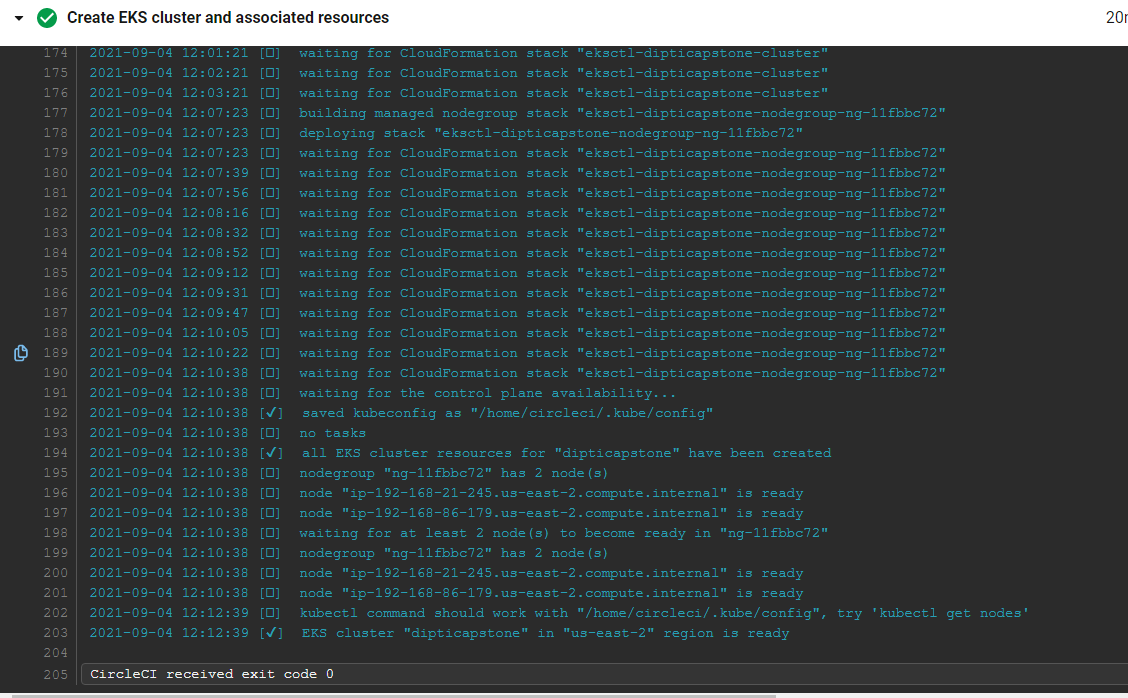 Create EKS cluster and associated resources 20m
174 2021-09-04 12:01:21 [ ] waiting for CloudFormation stack "eksctl-dipticapstone-cluster"
175 2021-09-04 12:02:21 [ ] waiting for CloudFormation stack "eksctl-dipticapstone-cluster"
176 2021-09-04 12:03:21 [ ] waiting for CloudFormation stack "eksctl-dipticapstone-cluster"
177 2021-09-04 12:07:23 [ ] building managed nodegroup stack "eksctl-dipticapstone-nodegroup-ng-11fbbc72"
178 2021-09-04 12:07:23 [ ] deploying stack "eksctl-dipticapstone-nodegroup-ng-11fbbc72"
179 2021-09-04 12:07:23 [ ] waiting for CloudFormation stack "eksctl-dipticapstone-nodegroup-ng-11fbbc72"
180 2021-09-04 12:07:39 [ ] waiting for CloudFormation stack "eksctl-dipticapstone-nodegroup-ng-11fbbc72"
181 2021-09-04 12:07:56 [ ] waiting for CloudFormation stack "eksctl-dipticapstone-nodegroup-ng-11fbbc72"
182 2021-09-04 12:08:16 [ ] waiting for CloudFormation stack "eksctl-dipticapstone-nodegroup-ng-11fbbc72"
183 2021-09-04 12:08:32 [ ] waiting for CloudFormation stack "eksctl-dipticapstone-nodegroup-ng-11fbbc72"
184 2021-09-04 12:08:52 [ ] waiting for CloudFormation stack "eksctl-dipticapstone-nodegroup-ng-11fbbc72"
185 2021-09-04 12:09:12 [ ] waiting for CloudFormation stack "eksctl-dipticapstone-nodegroup-ng-11fbbc72"
186 2021-09-04 12:09:31 [ ] waiting for CloudFormation stack "eksctl-dipticapstone-nodegroup-ng-11fbbc72"
187 2021-09-04 12:09:47 [ ] waiting for CloudFormation stack "eksctl-dipticapstone-nodegroup-ng-11fbbc72"
188 2021-09-04 12:10:05 [ ] waiting for CloudFormation stack "eksctl-dipticapstone-nodegroup-ng-11fbbc72"
189 2021-09-04 12:10:22 [ ] waiting for CloudFormation stack "eksctl-dipticapstone-nodegroup-ng-11fbbc72"
190 2021-09-04 12:10:38 [ ] waiting for CloudFormation stack "eksctl-dipticapstone-nodegroup-ng-11fbbc72"
191 2021-09-04 12:10:38 [ ] waiting for the control plane availability...
192 2021-09-04 12:10:38 [✓] saved kubeconfig as "/home/circleci/.kube/config"
193 2021-09-04 12:10:38 [ ] no tasks
194 2021-09-04 12:10:38 [✓] all EKS cluster resources for "dipticapstone" have been created
195 2021-09-04 12:10:38 [ ] nodegroup "ng-11fbbc72" has 2 node(s)
196 2021-09-04 12:10:38 [ ] node "ip-192-168-21-245.us-east-2.compute.internal" is ready
197 2021-09-04 12:10:38 [ ] node "ip-192-168-86-179.us-east-2.compute.internal" is ready
198 2021-09-04 12:10:38 [ ] waiting for at least 2 node(s) to become ready in "ng-11fbbc72"
199 2021-09-04 12:10:38 [ ] nodegroup "ng-11fbbc72" has 2 node(s)
200 2021-09-04 12:10:38 [ ] node "ip-192-168-21-245.us-east-2.compute.internal" is ready
201 2021-09-04 12:10:38 [ ] node "ip-192-168-86-179.us-east-2.compute.internal" is ready
202 2021-09-04 12:12:39 [ ] kubectl command should work with "/home/circleci/.kube/config", try 'kubectl get nodes'
203 2021-09-04 12:12:39 [✓] EKS cluster "dipticapstone" in "us-east-2" region is ready
204
205 CircleCI received exit code 0